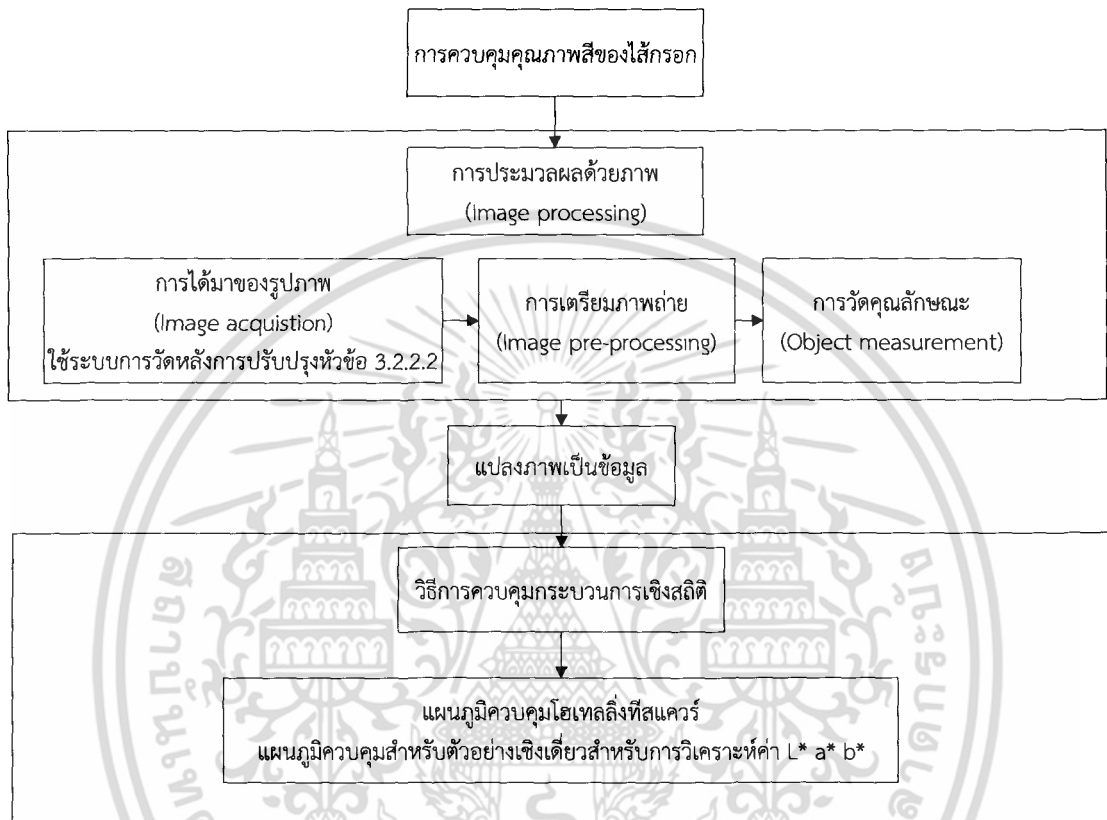 การควบคุมคุณภาพสีของไส้กรอก
การประมวลผลด้วยภาพ
(Image processing)
การได้มาของรูปภาพ
(Image acquistion)
ใช้ระบบการวัดหลังการปรับปรุงหัวข้อ 3.2.2.2
การเตรียมภาพถ่าย
(Image pre-processing)
การวัดคุณลักษณะ
(Object measurement)
แปลงภาพเป็นข้อมูล
วิธีการควบคุมกระบวนการเชิงสถิติ
แผนภูมิควบคุมโฮเทลลิ่งทีสแควร์
แผนภูมิควบคุมสำหรับตัวอย่างเชิงเดี่ยวสำหรับการวิเคราะห์ค่า L* a* b*